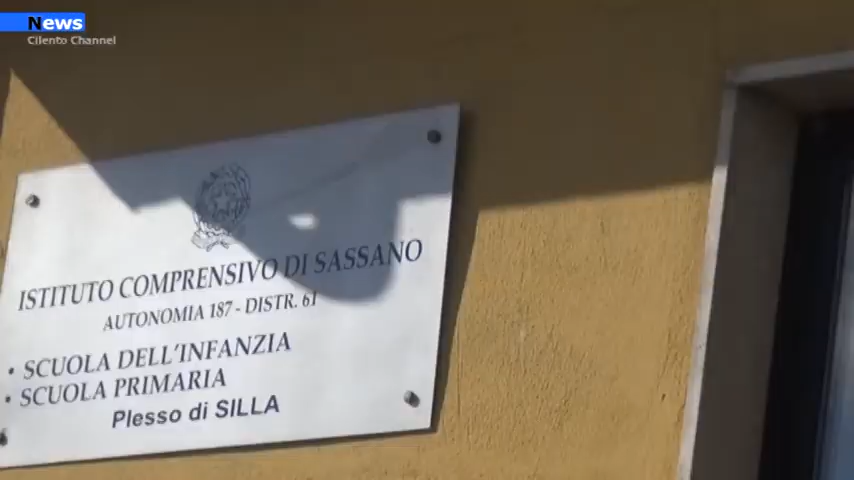 News
Cilento Channel
ISTITUTO COMPRENSIVO DI SASSANO
AUTONOMIA 187 - DISTR. 61
• SCUOLA DELL'INFANZIA
• SCUOLA PRIMARIA
Plesso di SILLA